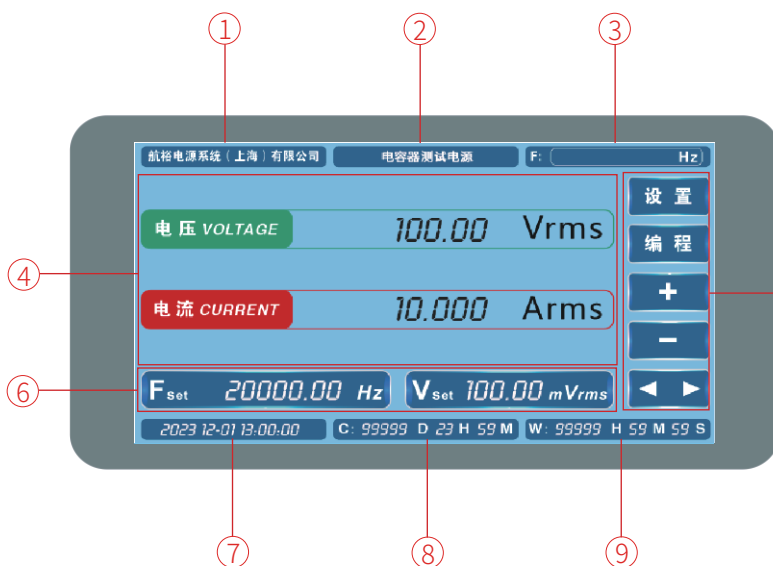 ① ② ③
航裕电源系统（上海）有限公司 电容器测试电源 F: Hz
设 置
电 压 VOLTAGE 100.00 Vrms
编 程
④
+
电 流 CURRENT 10.000 Arms
−
⑥ Fset 20000.00 Hz Vset 100.00 mVrms ◀ ▶
2023 12-01 13:00:00 C: 99999 D 23 H 59 M W: 99999 H 59 M 59 S
⑦ ⑧ ⑨